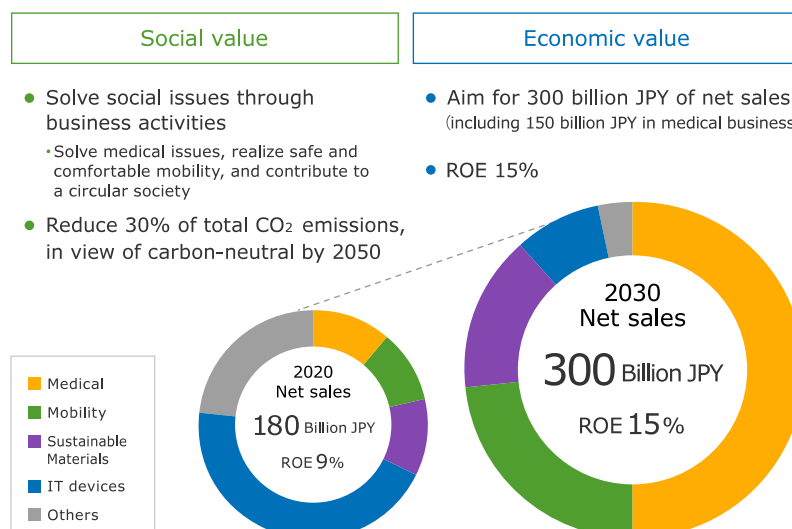 Social value
Economic value
Solve social issues through
business activities
・Solve medical issues, realize safe and
comfortable mobility, and contribute to
a circular society
Reduce 30% of total CO₂ emissions,
in view of carbon-neutral by 2050
Aim for 300 billion JPY of net sales
(including 150 billion JPY in medical business
ROE 15%
2020
Net sales
180 Billion JPY
ROE 9%
2030
Net sales
300 Billion JPY
ROE 15%
Medical
Mobility
Sustainable
Materials
IT devices
Others